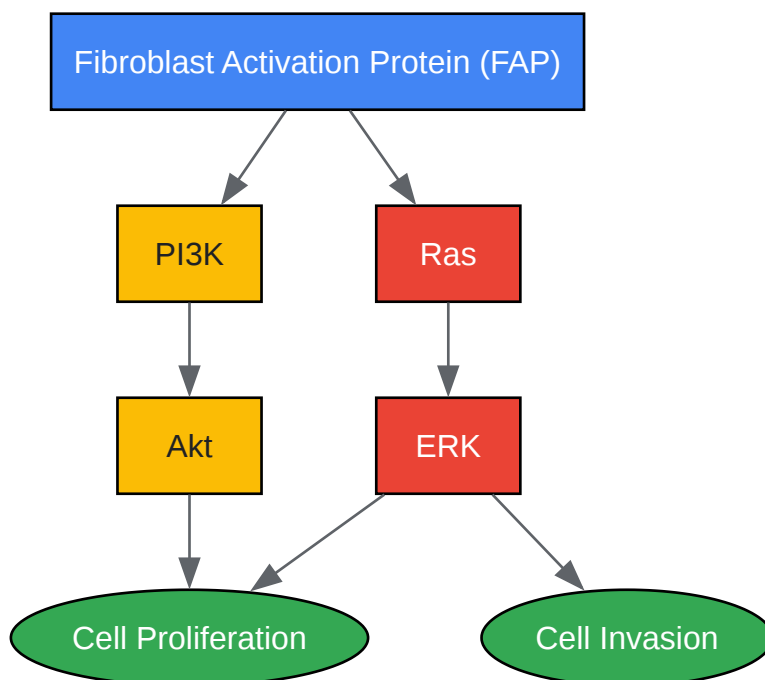 Fibroblast Activation Protein (FAP)
PI3K
Ras
Akt
ERK
Cell Proliferation
Cell Invasion